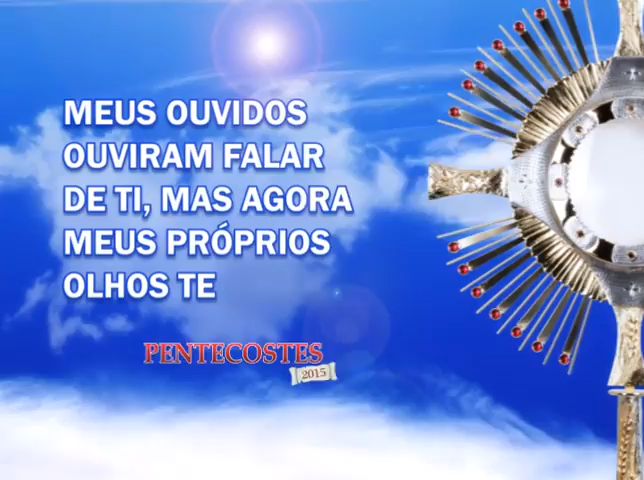 MEUS OUVIDOS
OUVIRAM FALAR
DE TI, MAS AGORA
MEUS PRÓPRIOS
OLHOS TE
PENTECOSTES
2015